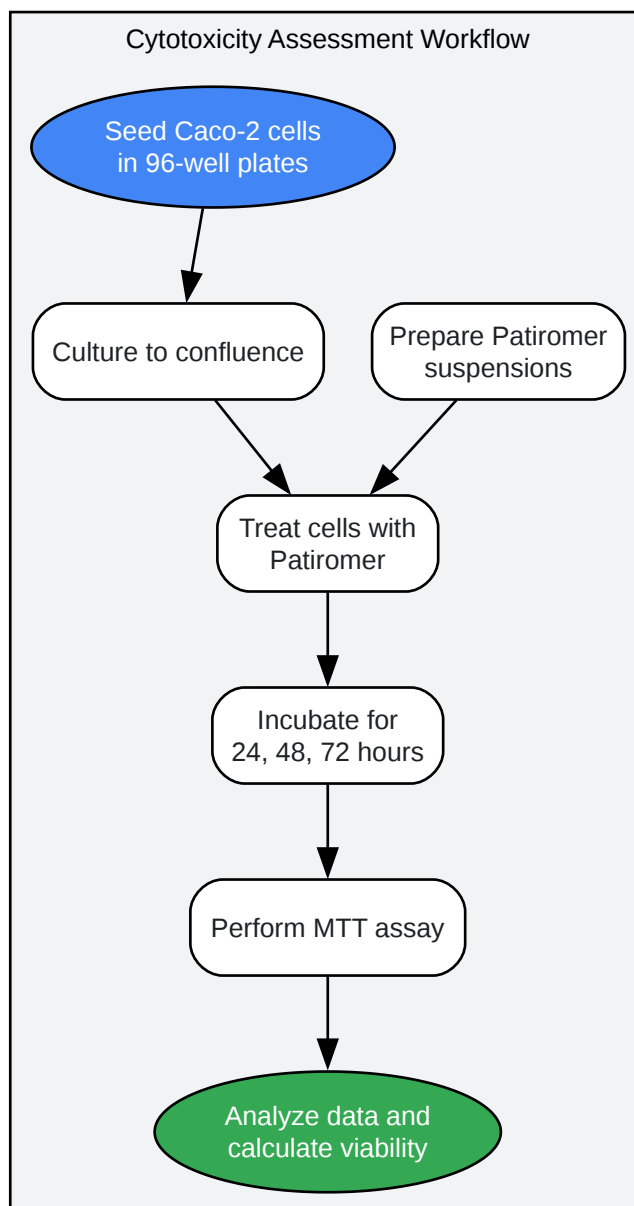 Cytotoxicity Assessment Workflow
Seed Caco-2 cells
in 96-well plates
Culture to confluence
Prepare Patiromer
suspensions
Treat cells with
Patiromer
Incubate for
24, 48, 72 hours
Perform MTT assay
Analyze data and
calculate viability